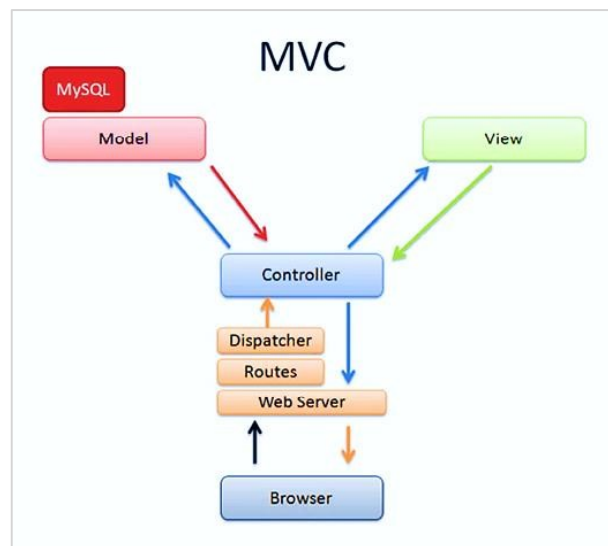 MVC
MySQL
Model
View
Controller
Dispatcher
Routes
Web Server
Browser